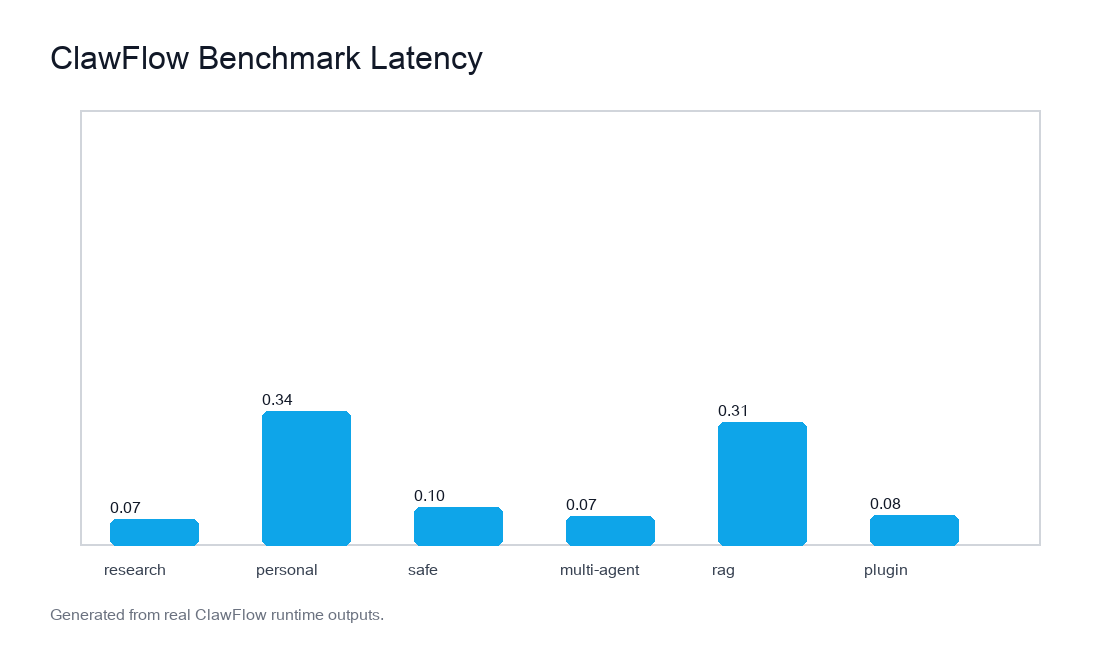 ClawFlow Benchmark Latency
0.07
0.34
0.10
0.07
0.31
0.08
research
personal
safe
multi-agent
rag
plugin
Generated from real ClawFlow runtime outputs.